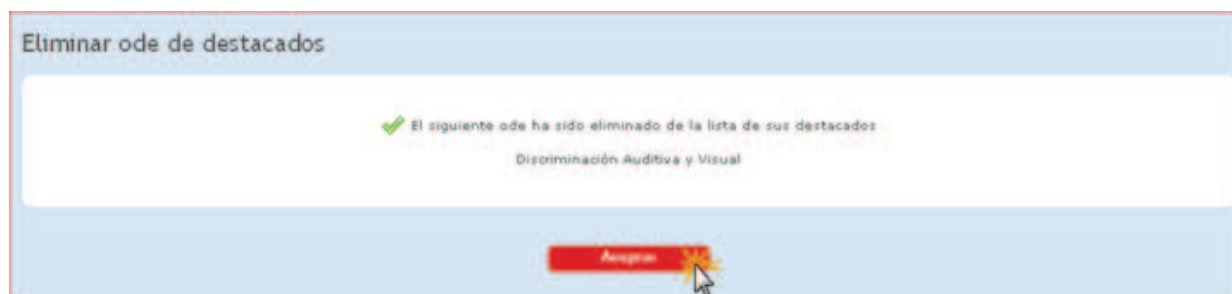 Eliminar ode de destacados
El siguiente ode ha sido eliminado de la lista de sus destacados
Discriminación Auditiva y Visual
Aceptar